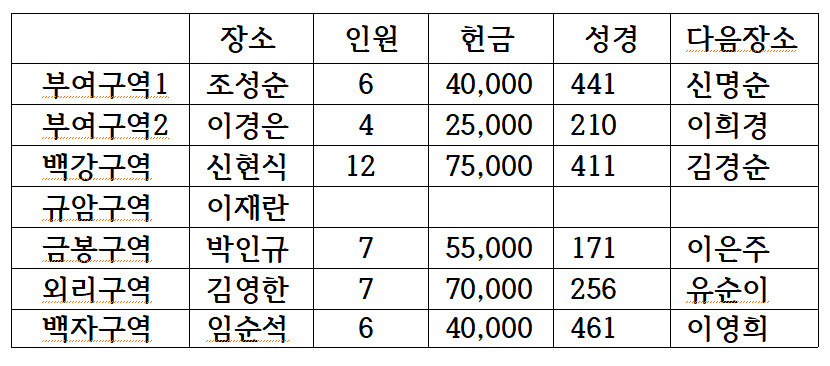 장소 인원 헌금 성경 다음장소
부여구역1 조성순 6 40,000 441 신명순
부여구역2 이경은 4 25,000 210 이희경
백강구역 신현식 12 75,000 411 김경순
규암구역 이재란
금봉구역 박인규 7 55,000 171 이은주
외리구역 김영한 7 70,000 256 유순이
백자구역 임순석 6 40,000 461 이영희